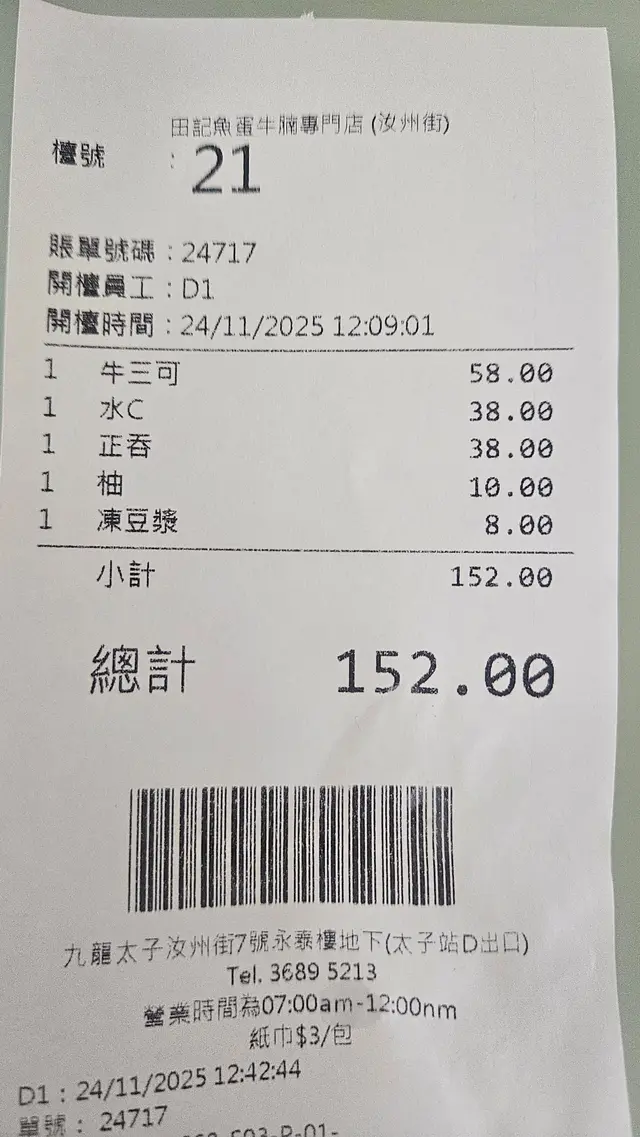 田記魚蛋牛腩專門店 (汝州街)
檯號 : 21
賬單號碼 : 24717
開檯員工 : D1
開檯時間 : 24/11/2025 12:09:01
1 牛三可 58.00
1 水C 38.00
1 正吞 38.00
1 柚 10.00
1 凍豆漿 8.00
小計 152.00
總計 152.00
九龍太子汝州街7號永泰樓地下(太子站D出口)
Tel. 3689 5213
營業時間為07:00am-12:00nm
紙巾$3/包
D1 : 24/11/2025 12:42:44
單號 : 24717